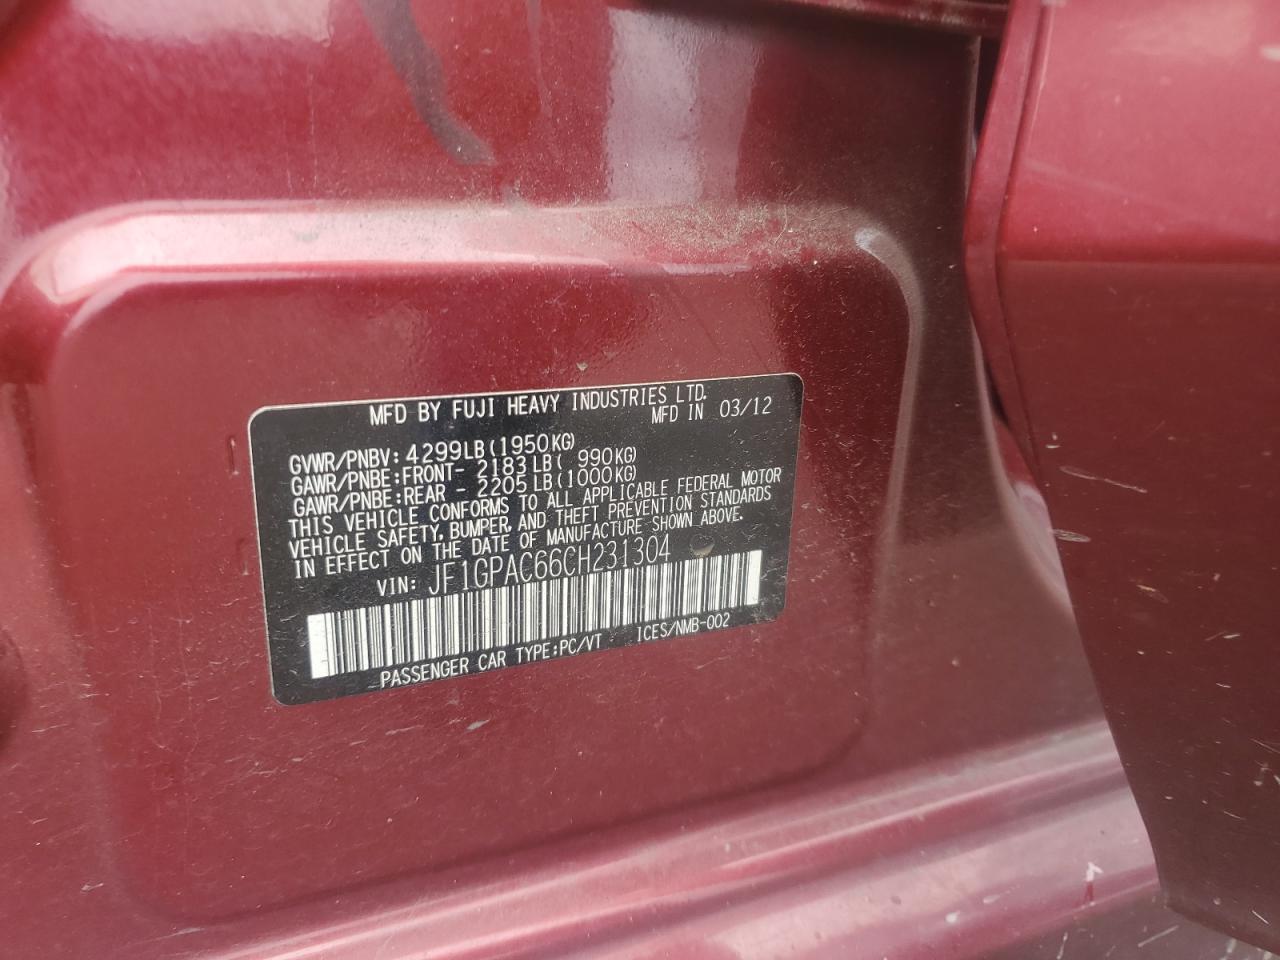 MFD BY FUJI HEAVY INDUSTRIES LTD.
MFD IN 03/12
GVWR/PNBV: 4299LB(1950KG)
GAWR/PNBE:FRONT- 2183LB( 990KG)
GAWR/PNBE:REAR - 2205LB(1000KG)
THIS VEHICLE CONFORMS TO ALL APPLICABLE FEDERAL MOTOR
VEHICLE SAFETY, BUMPER, AND THEFT PREVENTION STANDARDS
IN EFFECT ON THE DATE OF MANUFACTURE SHOWN ABOVE.
VIN: JF1GPAC66CH231304
PASSENGER CAR TYPE:PC/VT ICES/NMB-002